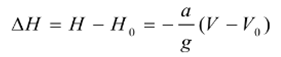 ΔH = H − H₀ = − a/g (V − V₀)